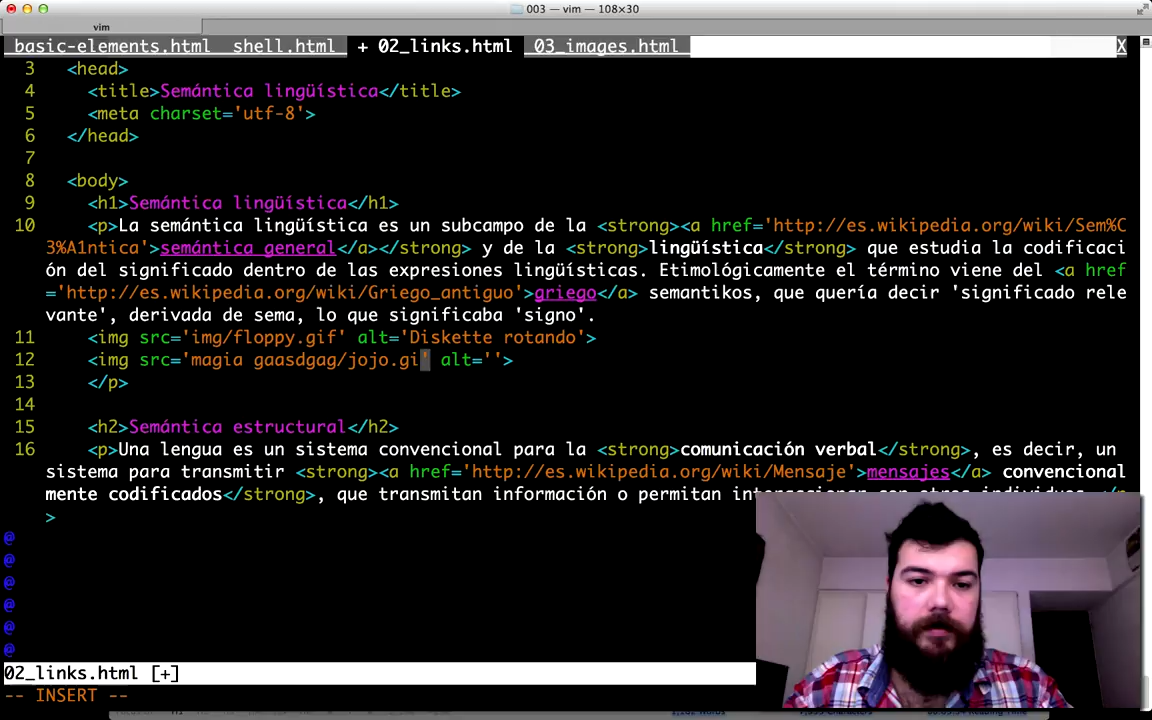 003 — vim — 108×30
vim
basic-elements.html shell.html + 02_links.html 03_images.html X
3 <head>
4 <title>Semántica lingüística</title>
5 <meta charset='utf-8'>
6 </head>
7
8 <body>
9 <h1>Semántica lingüística</h1>
10 <p>La semántica lingüística es un subcampo de la <strong><a href='http://es.wikipedia.org/wiki/Sem%C
3%A1ntica'>semántica general</a></strong> y de la <strong>lingüística</strong> que estudia la codificaci
ón del significado dentro de las expresiones lingüísticas. Etimológicamente el término viene del <a href
='http://es.wikipedia.org/wiki/Griego_antiguo'>griego</a> semantikos, que quería decir 'significado rele
vante', derivada de sema, lo que significaba 'signo'.
11 <img src='img/floppy.gif' alt='Diskette rotando'>
12 <img src='magia gaasdgag/jojo.gi' alt=''>
13 </p>
14
15 <h2>Semántica estructural</h2>
16 <p>Una lengua es un sistema convencional para la <strong>comunicación verbal</strong>, es decir, un
sistema para transmitir <strong><a href='http://es.wikipedia.org/wiki/Mensaje'>mensajes</a> convencional
mente codificados</strong>, que transmitan información o permitan
>
@
@
@
@
@
@
02_links.html [+]
-- INSERT --